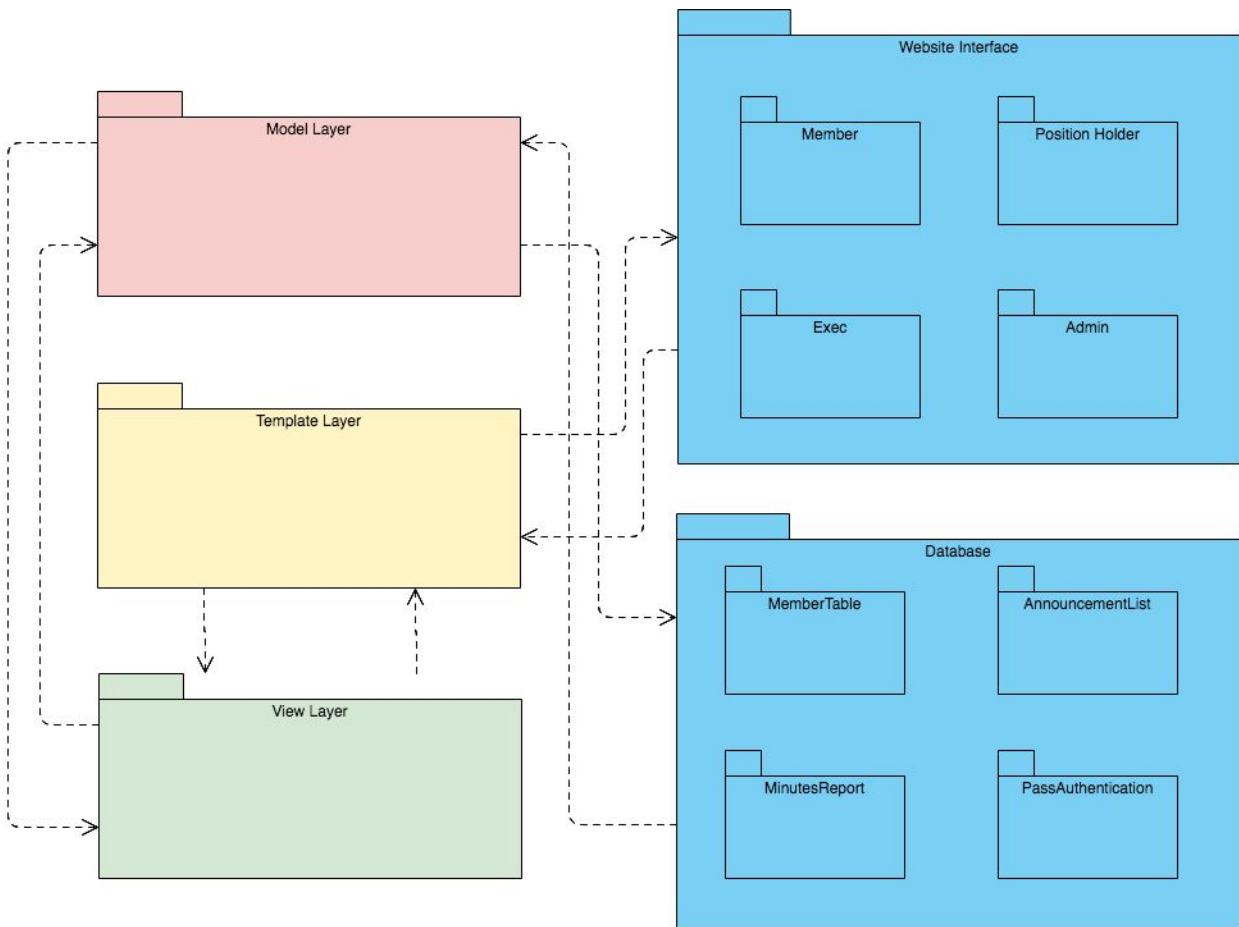 Website Interface
Model Layer
Member
Position Holder
Exec
Admin
Template Layer
Database
MemberTable
AnnouncementList
View Layer
MinutesReport
PassAuthentication